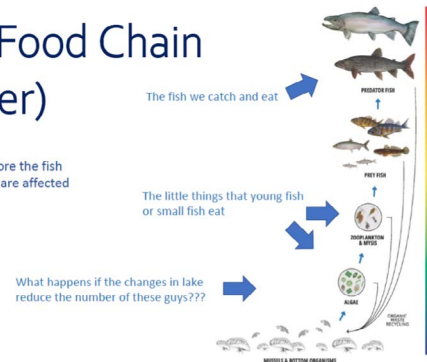 Food Chain
er)
The fish we catch and eat
PREDATOR FISH
ore the fish
are affected
PREY FISH
The little things that young fish
or small fish eat
ZOOPLANKTON
& MYSIS
What happens if the changes in lake
reduce the number of these guys???
ALGAE
ORGANIC
WASTE
RECYCLING
MUSSELS & BOTTOM ORGANISMS